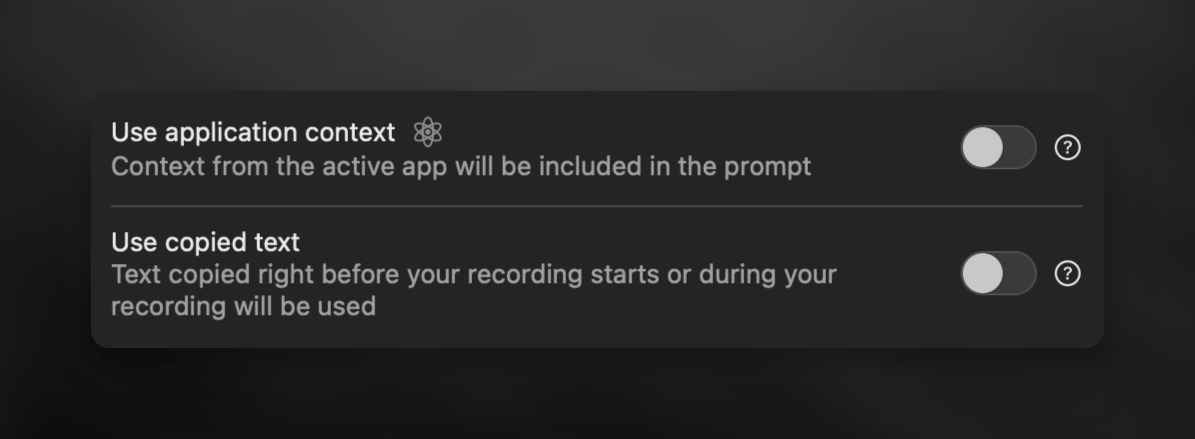 Use application context
Context from the active app will be included in the prompt
Use copied text
Text copied right before your recording starts or during your
recording will be used